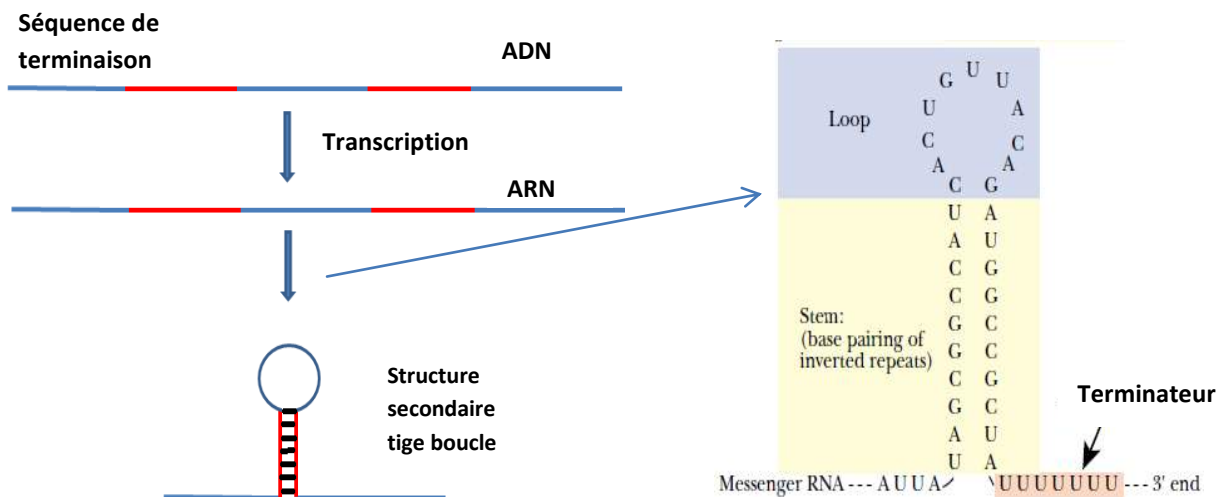 Séquence de
terminaison
ADN
Transcription
ARN
Structure
secondaire
tige boucle
G U U
U A
Loop
C C
A A
C G
U A
A U
C G
C G
G C
Stem:
(base pairing of
inverted repeats)
G C
C G
G C
A U
U A
Terminateur
Messenger RNA --- A U U A U U U U U U U --- 3' end